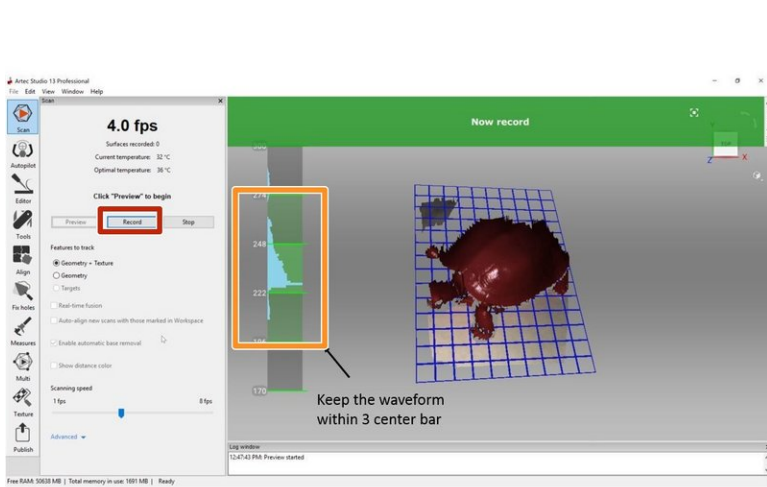 Artec Studio 13 Professional
File Edit View Window Help
Scan
4.0 fps
Surfaces recorded: 0
Current temperature: 32 °C
Optimal temperature: 36 °C
Click "Preview" to begin
Preview Record Stop
Features to track
Geometry + Texture
Geometry
Targets
Real-time fusion
Auto-align new scans with those marked in Workspace
Enable automatic base removal
Show distance color
Scanning speed
1 fps 8 fps
Advanced
Scan
Autopilot
Editor
Tools
Align
Fix holes
Measures
Multi
Texture
Publish
Now record
274
248
222
170
Z X
Keep the waveform
within 3 center bar
Log window
12:47:43 PM: Preview started
Free RAM: 50638 MB | Total memory in use: 1691 MB | Ready